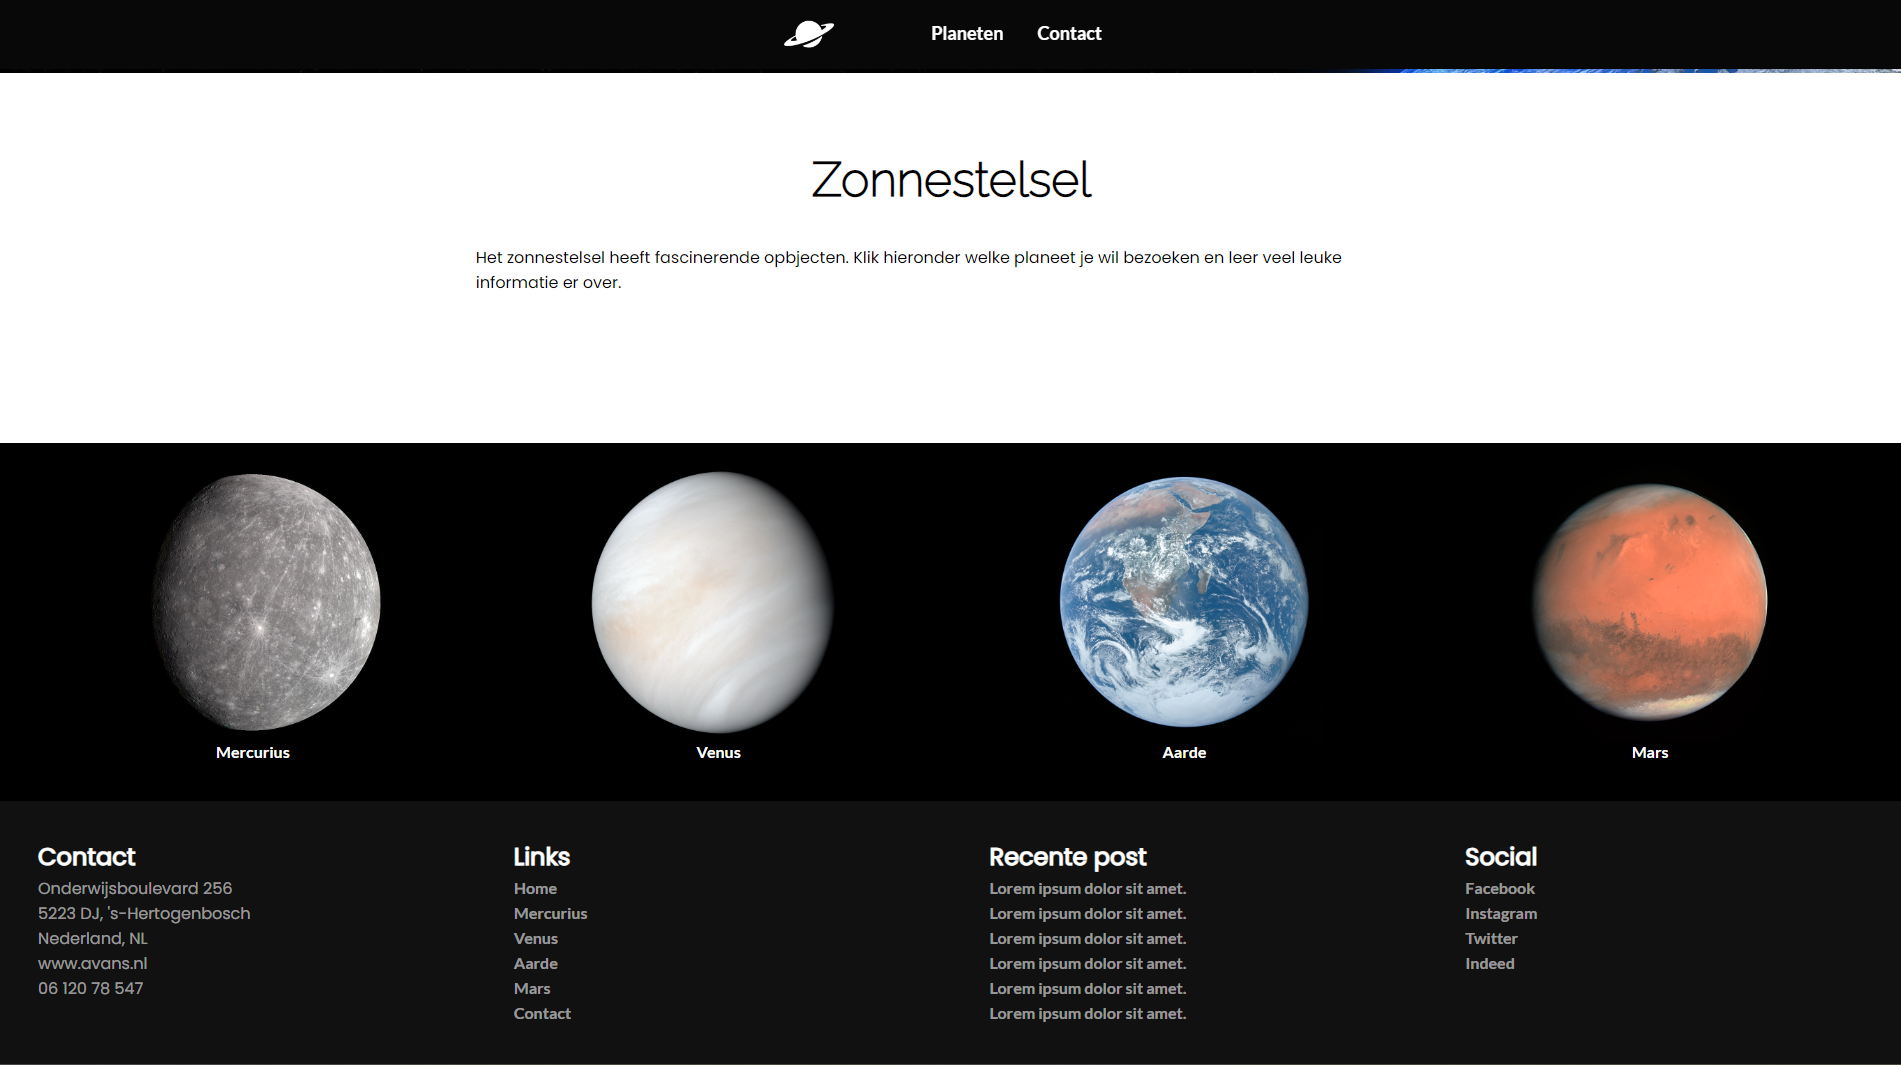 Planeten Contact
Zonnestelsel
Het zonnestelsel heeft fascinerende opbjecten. Klik hieronder welke planeet je wil bezoeken en leer veel leuke
informatie er over.
Mercurius
Venus
Aarde
Mars
Contact
Onderwijsboulevard 256
5223 DJ, 's-Hertogenbosch
Nederland, NL
www.avans.nl
06 120 78 547
Links
Home
Mercurius
Venus
Aarde
Mars
Contact
Recente post
Lorem ipsum dolor sit amet.
Lorem ipsum dolor sit amet.
Lorem ipsum dolor sit amet.
Lorem ipsum dolor sit amet.
Lorem ipsum dolor sit amet.
Lorem ipsum dolor sit amet.
Social
Facebook
Instagram
Twitter
Indeed